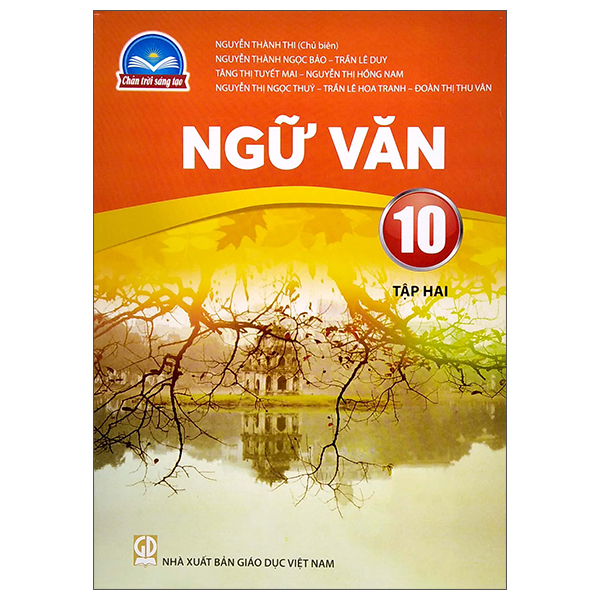 Chân trời sáng tạo
NGUYỄN THÀNH THI (Chủ biên)
NGUYỄN THÀNH NGỌC BẢO – TRẦN LÊ DUY
TĂNG THỊ TUYẾT MAI – NGUYỄN THỊ HỒNG NAM
NGUYỄN THỊ NGỌC THUÝ – TRẦN LÊ HOA TRANH – ĐOÀN THỊ THU VÂN
NGỮ VĂN
10
TẬP HAI
GD
NHÀ XUẤT BẢN GIÁO DỤC VIỆT NAM